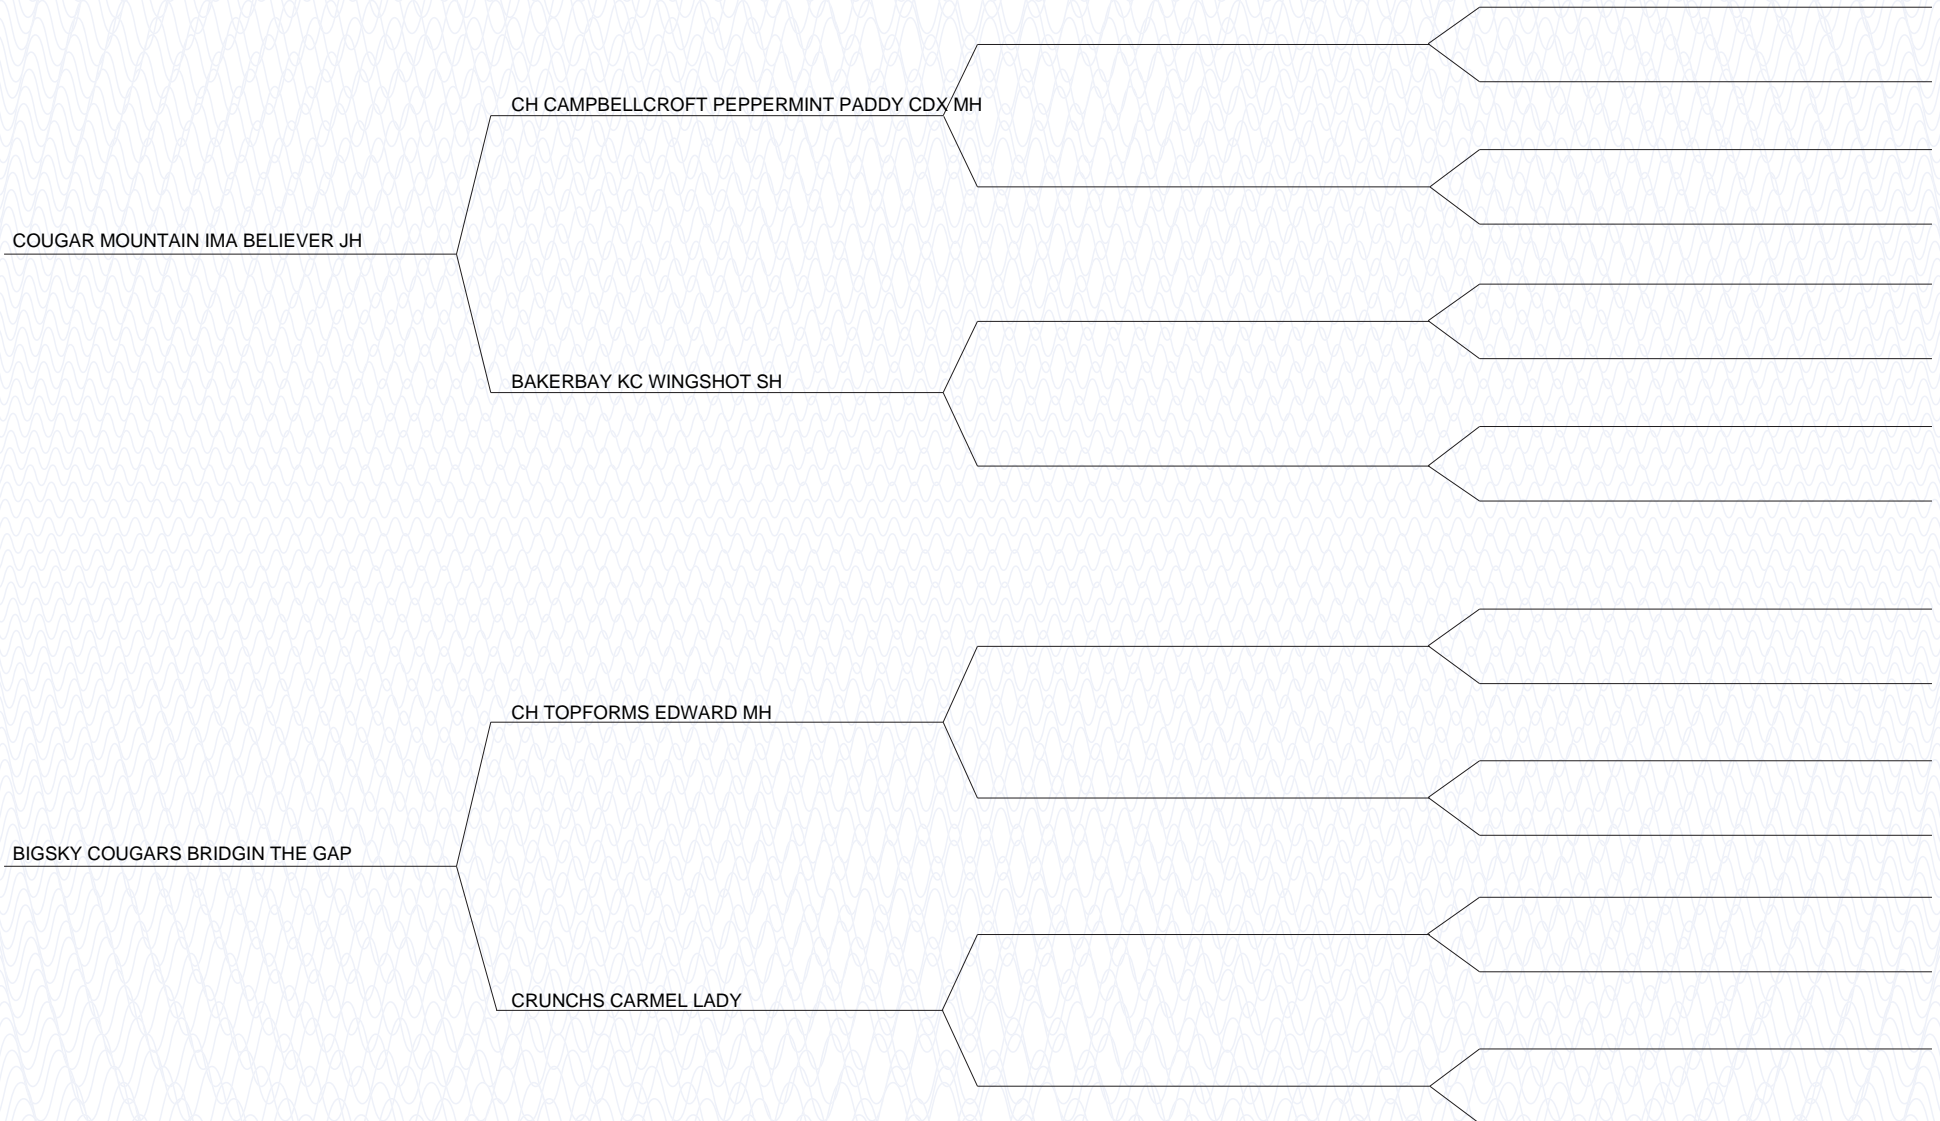 CH CAMPBELLCROFT PEPPERMINT PADDY CDX MH
COUGAR MOUNTAIN IMA BELIEVER JH
BAKERBAY KC WINGSHOT SH
CH TOPFORMS EDWARD MH
BIGSKY COUGARS BRIDGIN THE GAP
CRUNCHS CARMEL LADY